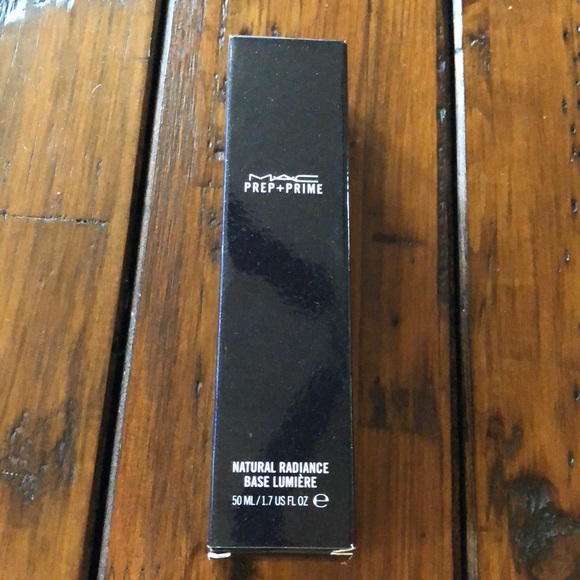 MAC
PREP+PRIME
NATURAL RADIANCE
BASE LUMIÈRE
50 ML / 1.7 US FL OZ ℮